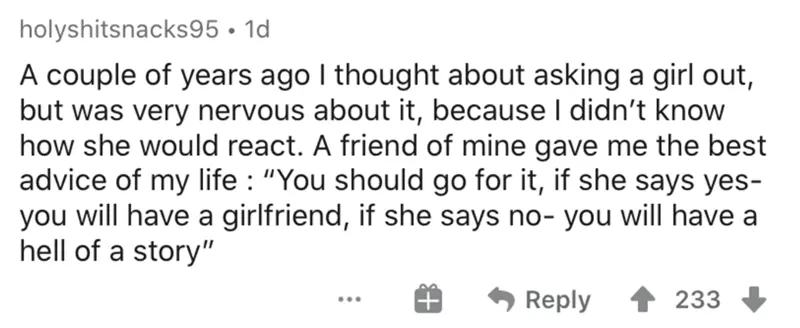 holyshitsnacks95 • 1d
A couple of years ago I thought about asking a girl out,
but was very nervous about it, because I didn’t know
how she would react. A friend of mine gave me the best
advice of my life : “You should go for it, if she says yes-
you will have a girlfriend, if she says no- you will have a
hell of a story”
... Reply 233